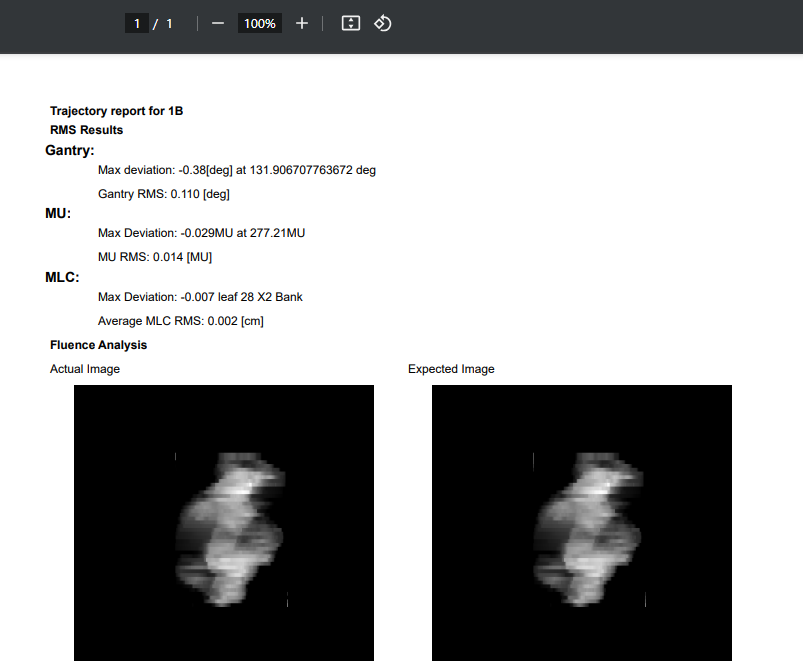 1 / 1 100%
Trajectory report for 1B
RMS Results
Gantry:
Max deviation: -0.38[deg] at 131.906707763672 deg
Gantry RMS: 0.110 [deg]
MU:
Max Deviation: -0.029MU at 277.21MU
MU RMS: 0.014 [MU]
MLC:
Max Deviation: -0.007 leaf 28 X2 Bank
Average MLC RMS: 0.002 [cm]
Fluence Analysis
Actual Image Expected Image